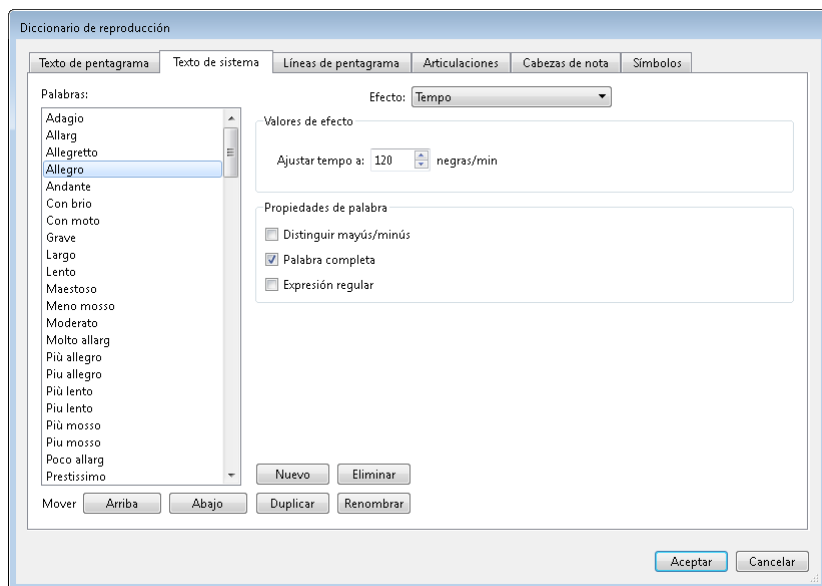 Diccionario de reproducción
Texto de pentagrama Texto de sistema Líneas de pentagrama Articulaciones Cabezas de nota Símbolos
Palabras:
Adagio
Allarg
Allegretto
Allegro
Andante
Con brio
Con moto
Grave
Largo
Lento
Maestoso
Meno mosso
Moderato
Molto allarg
Più allegro
Piu allegro
Più lento
Piu lento
Più mosso
Piu mosso
Poco allarg
Prestissimo
Mover Arriba Abajo
Efecto: Tempo
Valores de efecto
Ajustar tempo a: 120 negras/min
Propiedades de palabra
Distinguir mayús/minús
Palabra completa
Expresión regular
Nuevo Eliminar
Duplicar Renombrar
Aceptar Cancelar